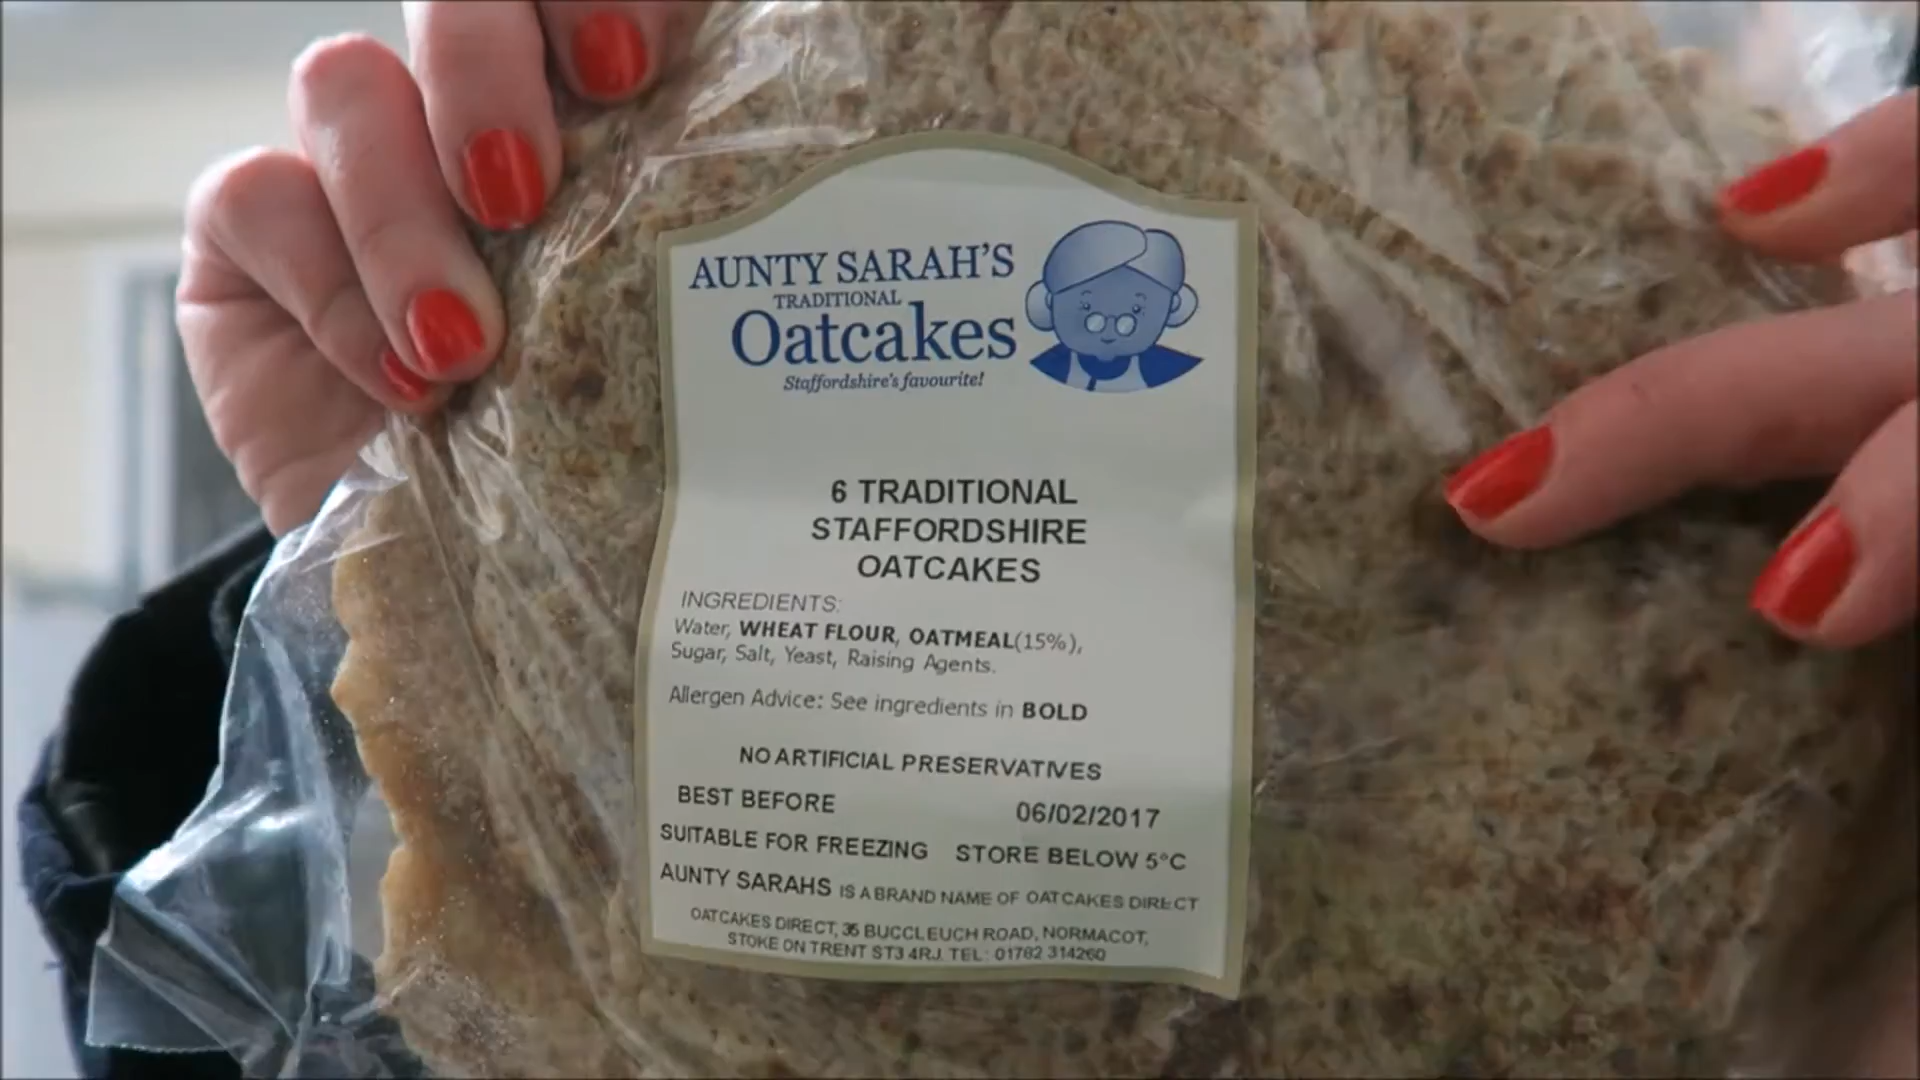 AUNTY SARAH'S
TRADITIONAL
Oatcakes
Staffordshire's favourite!
6 TRADITIONAL
STAFFORDSHIRE
OATCAKES
INGREDIENTS:
Water, WHEAT FLOUR, OATMEAL(15%),
Sugar, Salt, Yeast, Raising Agents.
Allergen Advice: See ingredients in BOLD
NO ARTIFICIAL PRESERVATIVES
BEST BEFORE 06/02/2017
SUITABLE FOR FREEZING STORE BELOW 5°C
AUNTY SARAHS IS A BRAND NAME OF OATCAKES DIRECT
OATCAKES DIRECT, 35 BUCCLEUCH ROAD, NORMACOT,
STOKE ON TRENT ST3 4RJ. TEL: 01782 314260